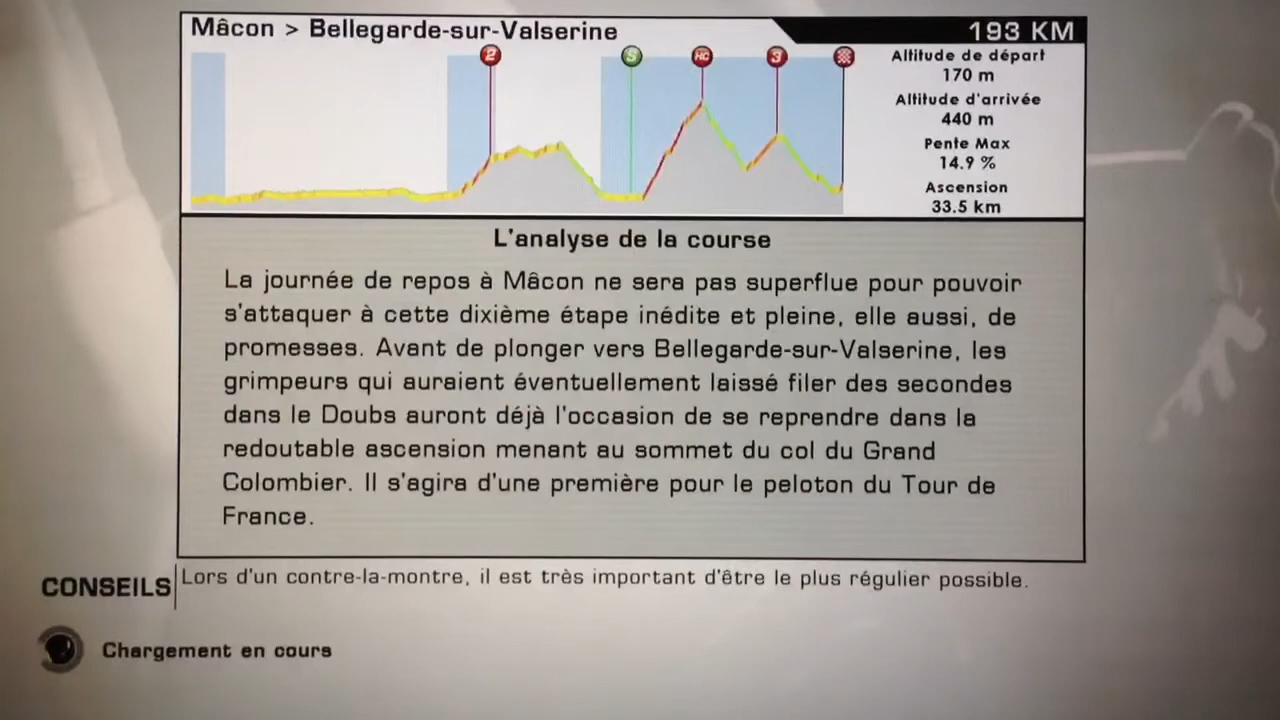 Mâcon > Bellegarde-sur-Valserine
193 KM
2
S
HC
3
Altitude de départ
170 m
Altitude d'arrivée
440 m
Pente Max
14.9 %
Ascension
33.5 km
L'analyse de la course
La journée de repos à Mâcon ne sera pas superflue pour pouvoir
s'attaquer à cette dixième étape inédite et pleine, elle aussi, de
promesses. Avant de plonger vers Bellegarde-sur-Valserine, les
grimpeurs qui auraient éventuellement laissé filer des secondes
dans le Doubs auront déjà l'occasion de se reprendre dans la
redoutable ascension menant au sommet du col du Grand
Colombier. Il s'agira d'une première pour le peloton du Tour de
France.
CONSEILS
Lors d'un contre-la-montre, il est très important d'être le plus régulier possible.
Chargement en cours